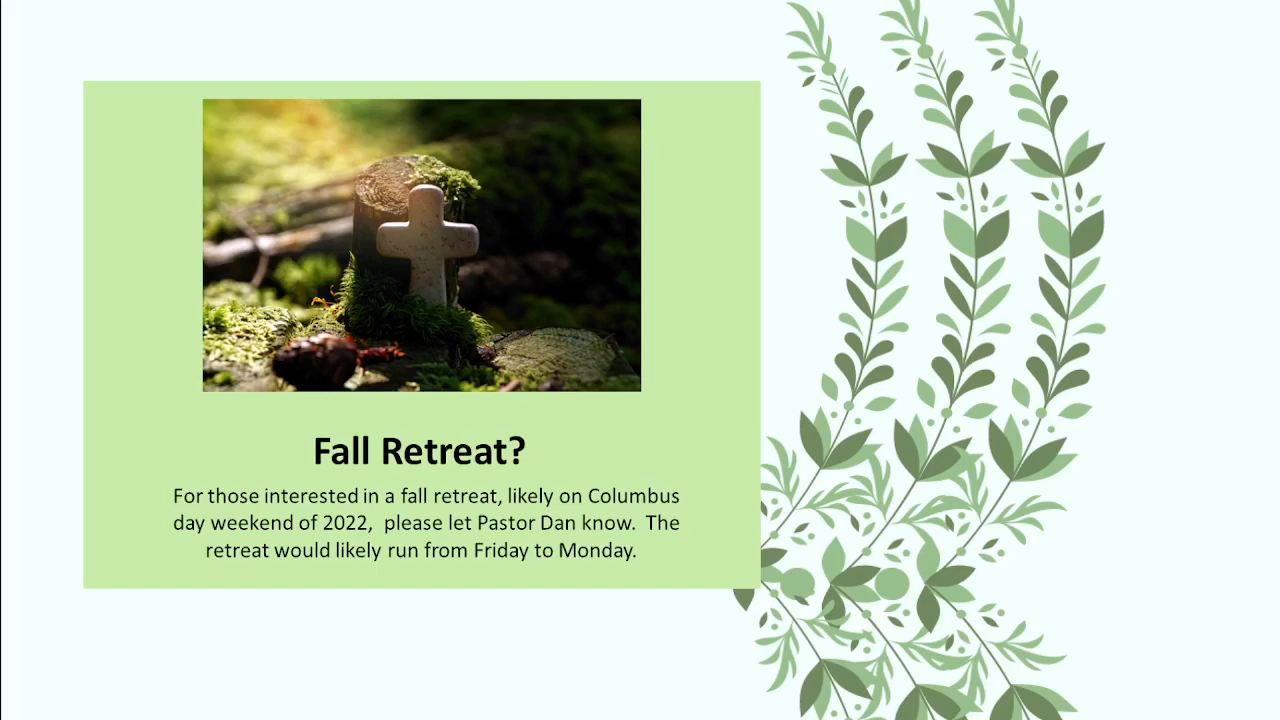 Fall Retreat?
For those interested in a fall retreat, likely on Columbus
day weekend of 2022,  please let Pastor Dan know.  The
retreat would likely run from Friday to Monday.